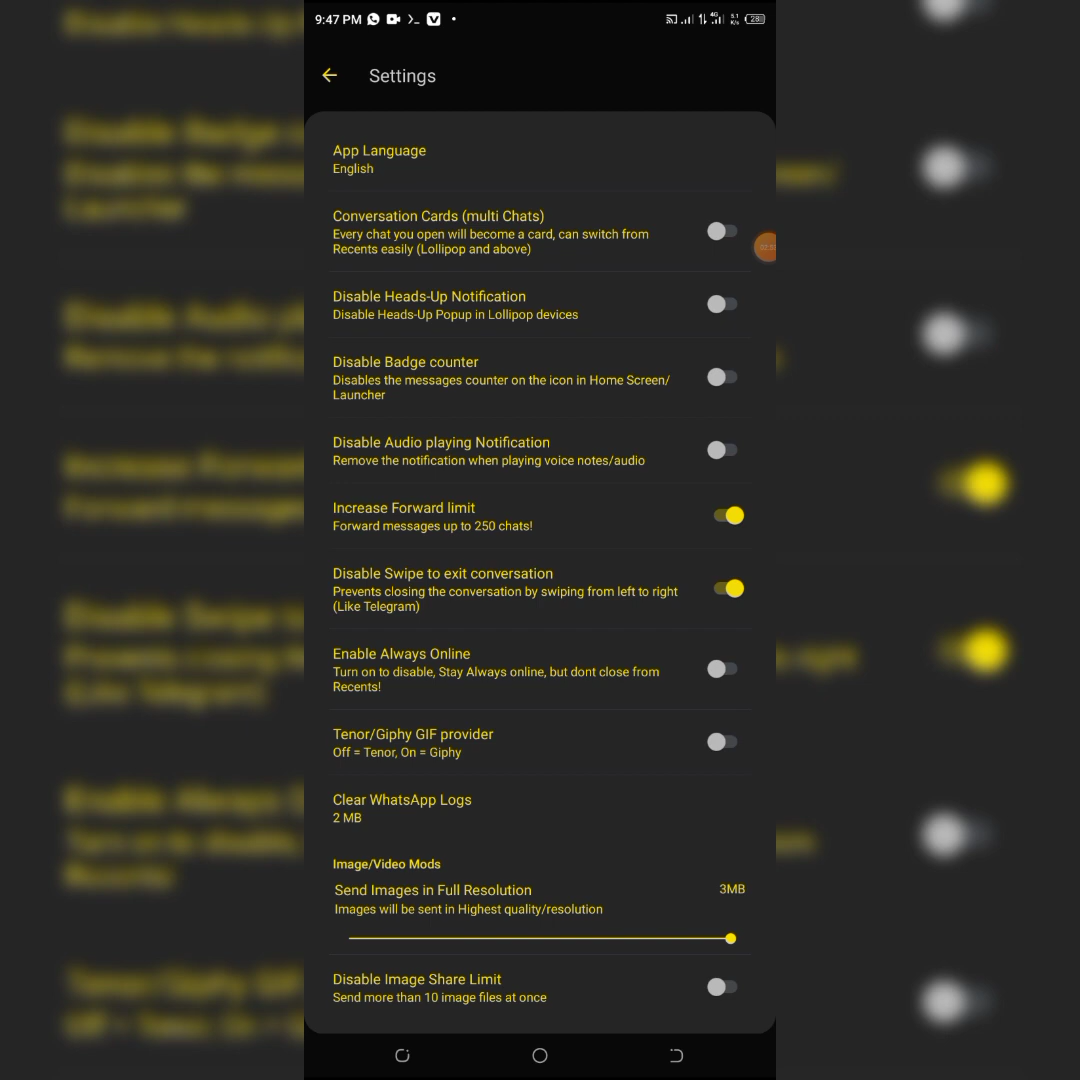 9:47 PM
4G
5.1
K/s
28
Settings
App Language
English
Conversation Cards (multi Chats)
Every chat you open will become a card, can switch from
Recents easily (Lollipop and above)
Disable Heads-Up Notification
Disable Heads-Up Popup in Lollipop devices
Disable Badge counter
Disables the messages counter on the icon in Home Screen/
Launcher
Disable Audio playing Notification
Remove the notification when playing voice notes/audio
Increase Forward limit
Forward messages up to 250 chats!
Disable Swipe to exit conversation
Prevents closing the conversation by swiping from left to right
(Like Telegram)
Enable Always Online
Turn on to disable, Stay Always online, but dont close from
Recents!
Tenor/Giphy GIF provider
Off = Tenor, On = Giphy
Clear WhatsApp Logs
2 MB
Image/Video Mods
Send Images in Full Resolution
3MB
Images will be sent in Highest quality/resolution
Disable Image Share Limit
Send more than 10 image files at once